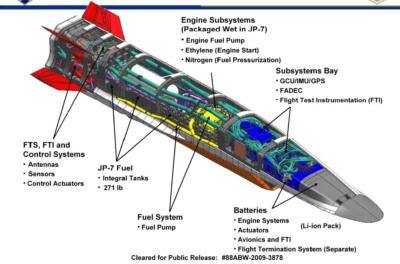 Engine Subsystems
(Packaged Wet in JP-7)
• Engine Fuel Pump
• Ethylene (Engine Start)
• Nitrogen (Fuel Pressurization)
Subsystems Bay
• GCU/IMU/GPS
• FADEC
• Flight Test Instrumentation (FTI)
FTS, FTI and
Control Systems
• Antennas
• Sensors
• Control Actuators
JP-7 Fuel
• Integral Tanks
• 271 lb
Fuel System
• Fuel Pump
Batteries
(Li-ion Pack)
• Engine Systems
• Actuators
• Avionics and FTI
• Flight Termination System (Separate)
Cleared for Public Release: #88ABW-2009-3878